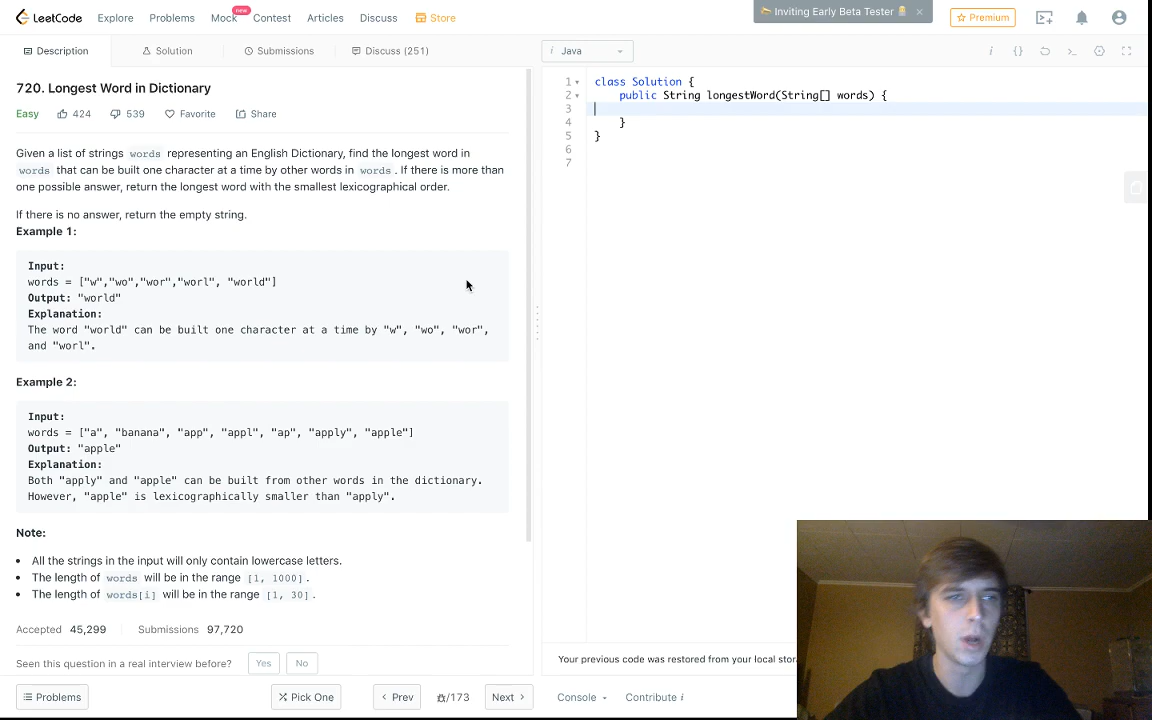 LeetCode
Explore
Problems
Mock
new
Contest
Articles
Discuss
Store
Inviting Early Beta Tester
Premium
Description
Solution
Submissions
Discuss (251)
i Java
720. Longest Word in Dictionary
Easy
424
539
Favorite
Share
Given a list of strings words representing an English Dictionary, find the longest word in
words that can be built one character at a time by other words in words. If there is more than
one possible answer, return the longest word with the smallest lexicographical order.
If there is no answer, return the empty string.
Example 1:
Input:
words = ["w","wo","wor","worl", "world"]
Output: "world"
Explanation:
The word "world" can be built one character at a time by "w", "wo", "wor",
and "worl".
Example 2:
Input:
words = ["a", "banana", "app", "appl", "ap", "apply", "apple"]
Output: "apple"
Explanation:
Both "apply" and "apple" can be built from other words in the dictionary.
However, "apple" is lexicographically smaller than "apply".
Note:
• All the strings in the input will only contain lowercase letters.
• The length of words will be in the range [1, 1000].
• The length of words[i] will be in the range [1, 30].
Accepted 45,299
Submissions 97,720
Seen this question in a real interview before?
Yes
No
Problems
Pick One
Prev
/173
Next
1 class Solution {
2 public String longestWord(String[] words) {
3
4 }
5 }
6
7
Your previous code was restored from your local
Console
Contribute i